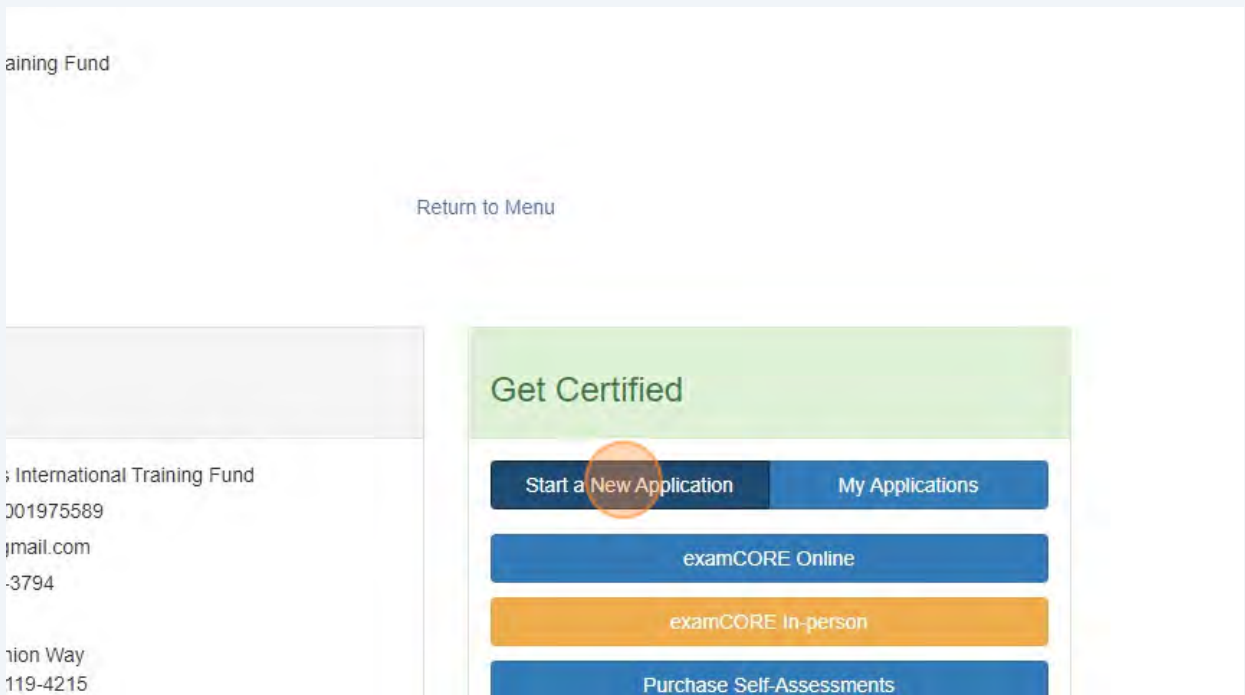 aining Fund
Return to Menu
Get Certified
s International Training Fund
001975589
gmail.com
-3794
nion Way
119-4215
Start a New Application
My Applications
examCORE Online
examCORE In-person
Purchase Self-Assessments